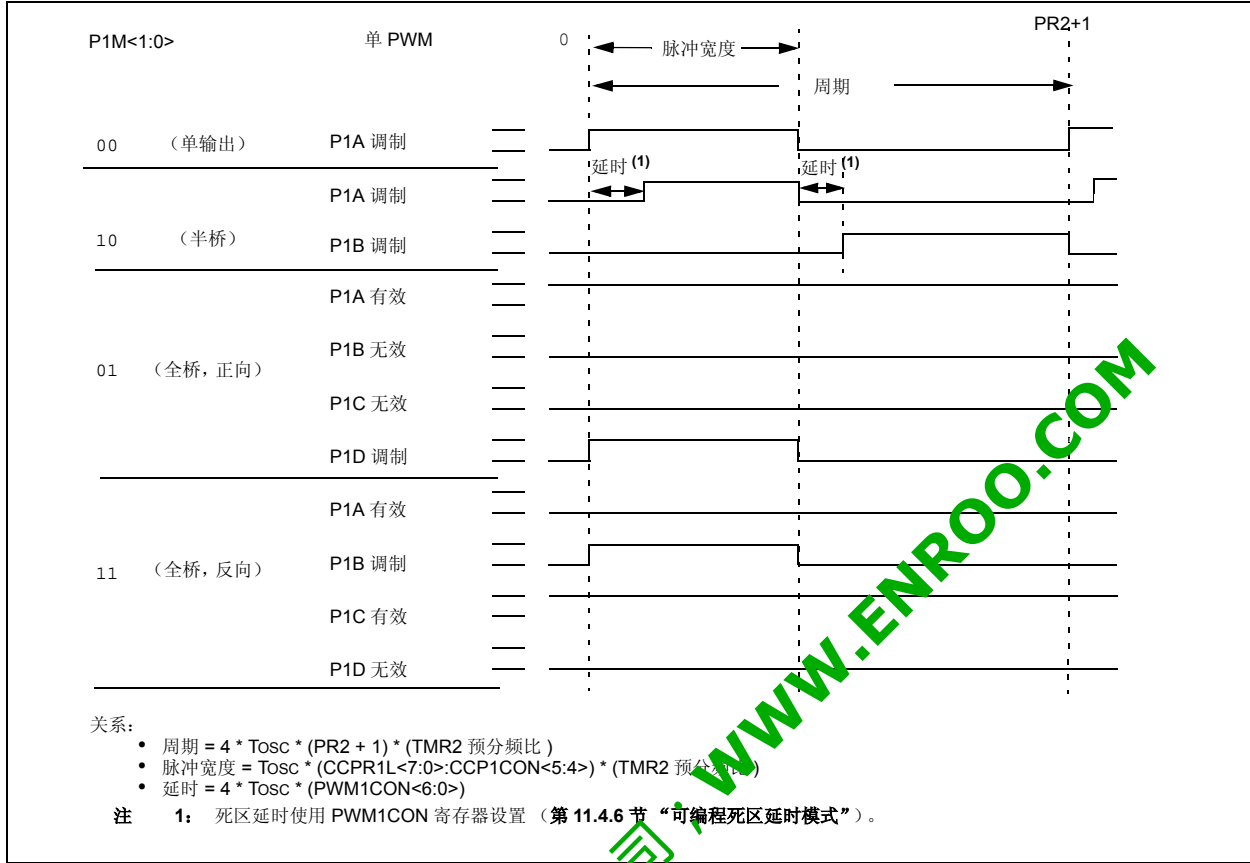 P1M<1:0> 单 PWM 0 脉冲宽度 PR2+1
周期
00 （单输出） P1A 调制
延时(1) 延时(1)
P1A 调制
10 （半桥） P1B 调制
P1A 有效
P1B 无效
01 （全桥，正向）
P1C 无效
P1D 调制
P1A 有效
P1B 调制
11 （全桥，反向）
P1C 有效
P1D 无效
关系：
• 周期 = 4 * TOSC * (PR2 + 1) * (TMR2 预分频比 )
• 脉冲宽度 = TOSC * (CCPR1L<7:0>:CCP1CON<5:4>) * (TMR2 预分频比 )
• 延时 = 4 * TOSC * (PWM1CON<6:0>)
注 1： 死区延时使用 PWM1CON 寄存器设置 （第 11.4.6 节 “可编程死区延时模式”）。
司，WWW.ENROO.COM